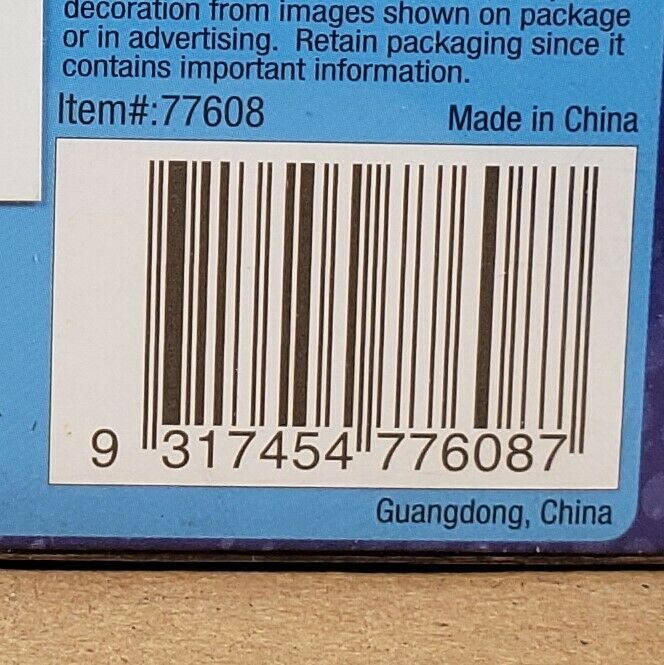 decoration from images shown on package
or in advertising. Retain packaging since it
contains important information.
Item#:77608
Made in China
9 317454 776087
Guangdong, China